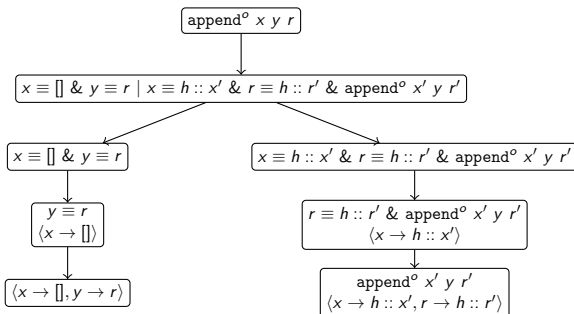 appendᵒ x y r
x ≡ [] & y ≡ r | x ≡ h :: x′ & r ≡ h :: r′ & appendᵒ x′ y r′
x ≡ [] & y ≡ r
x ≡ h :: x′ & r ≡ h :: r′ & appendᵒ x′ y r′
y ≡ r
⟨x → []⟩
r ≡ h :: r′ & appendᵒ x′ y r′
⟨x → h :: x′⟩
⟨x → [], y → r⟩
appendᵒ x′ y r′
⟨x → h :: x′, r → h :: r′⟩